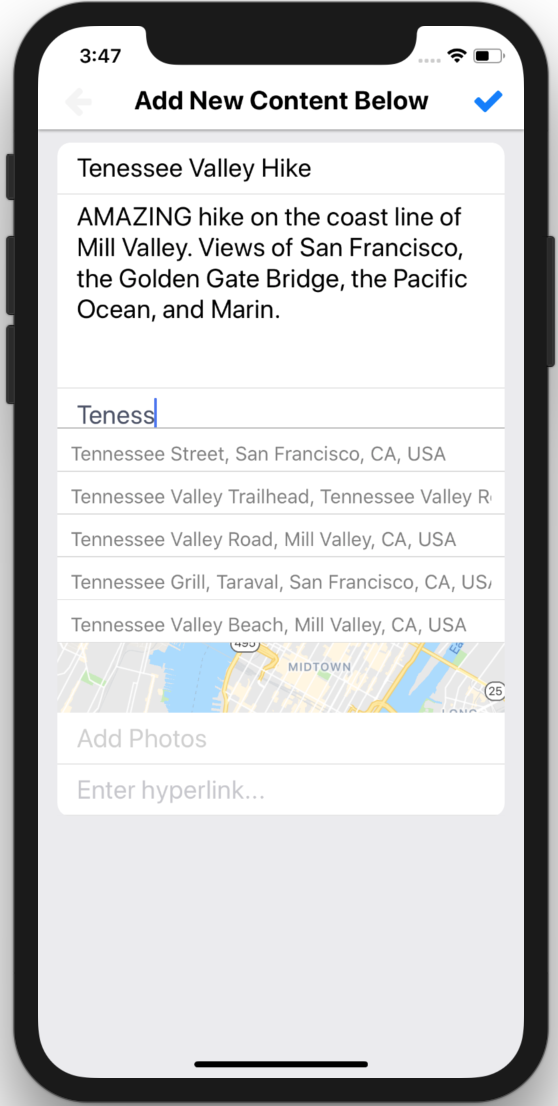 3:47
Add New Content Below
Tenessee Valley Hike
AMAZING hike on the coast line of
Mill Valley. Views of San Francisco,
the Golden Gate Bridge, the Pacific
Ocean, and Marin.
Teness
Tennessee Street, San Francisco, CA, USA
Tennessee Valley Trailhead, Tennessee Valley R
Tennessee Valley Road, Mill Valley, CA, USA
Tennessee Grill, Taraval, San Francisco, CA, USA
Tennessee Valley Beach, Mill Valley, CA, USA
495
MIDTOWN
25
Add Photos
Enter hyperlink...